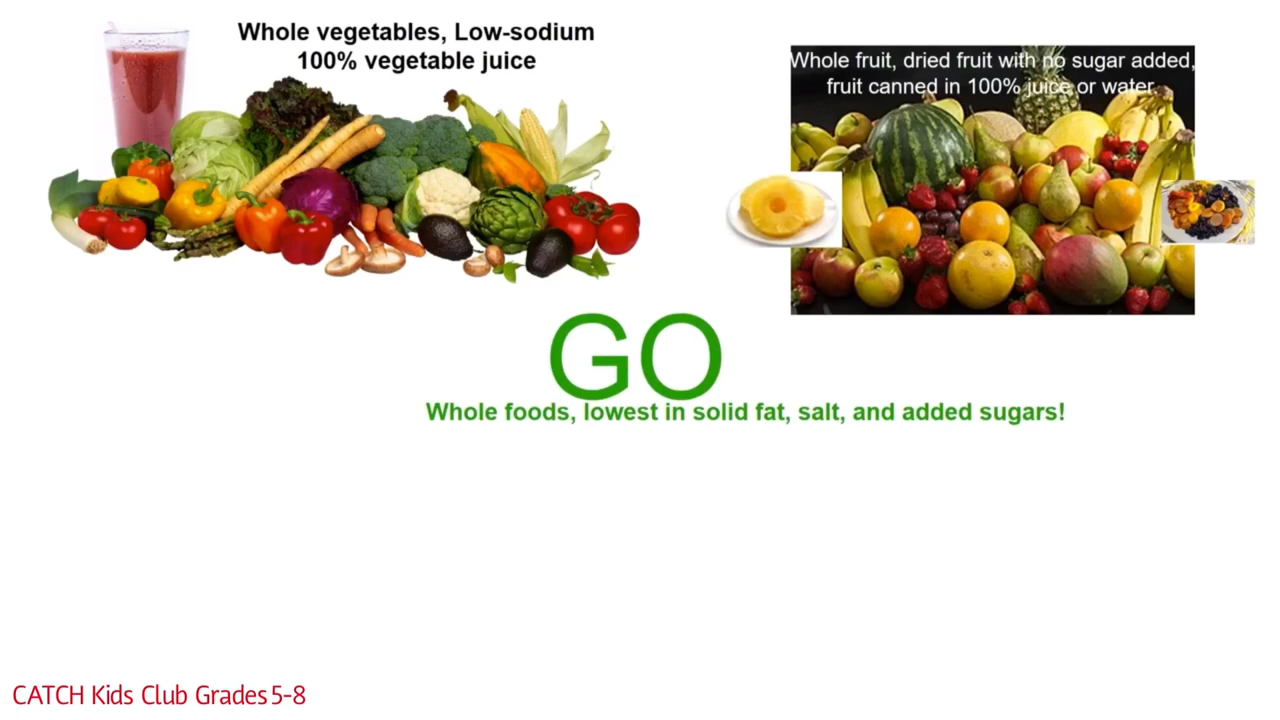 Whole vegetables, Low-sodium
100% vegetable juice
Whole fruit, dried fruit with no sugar added,
fruit canned in 100% juice or water
GO
Whole foods, lowest in solid fat, salt, and added sugars!
CATCH Kids Club Grades 5-8